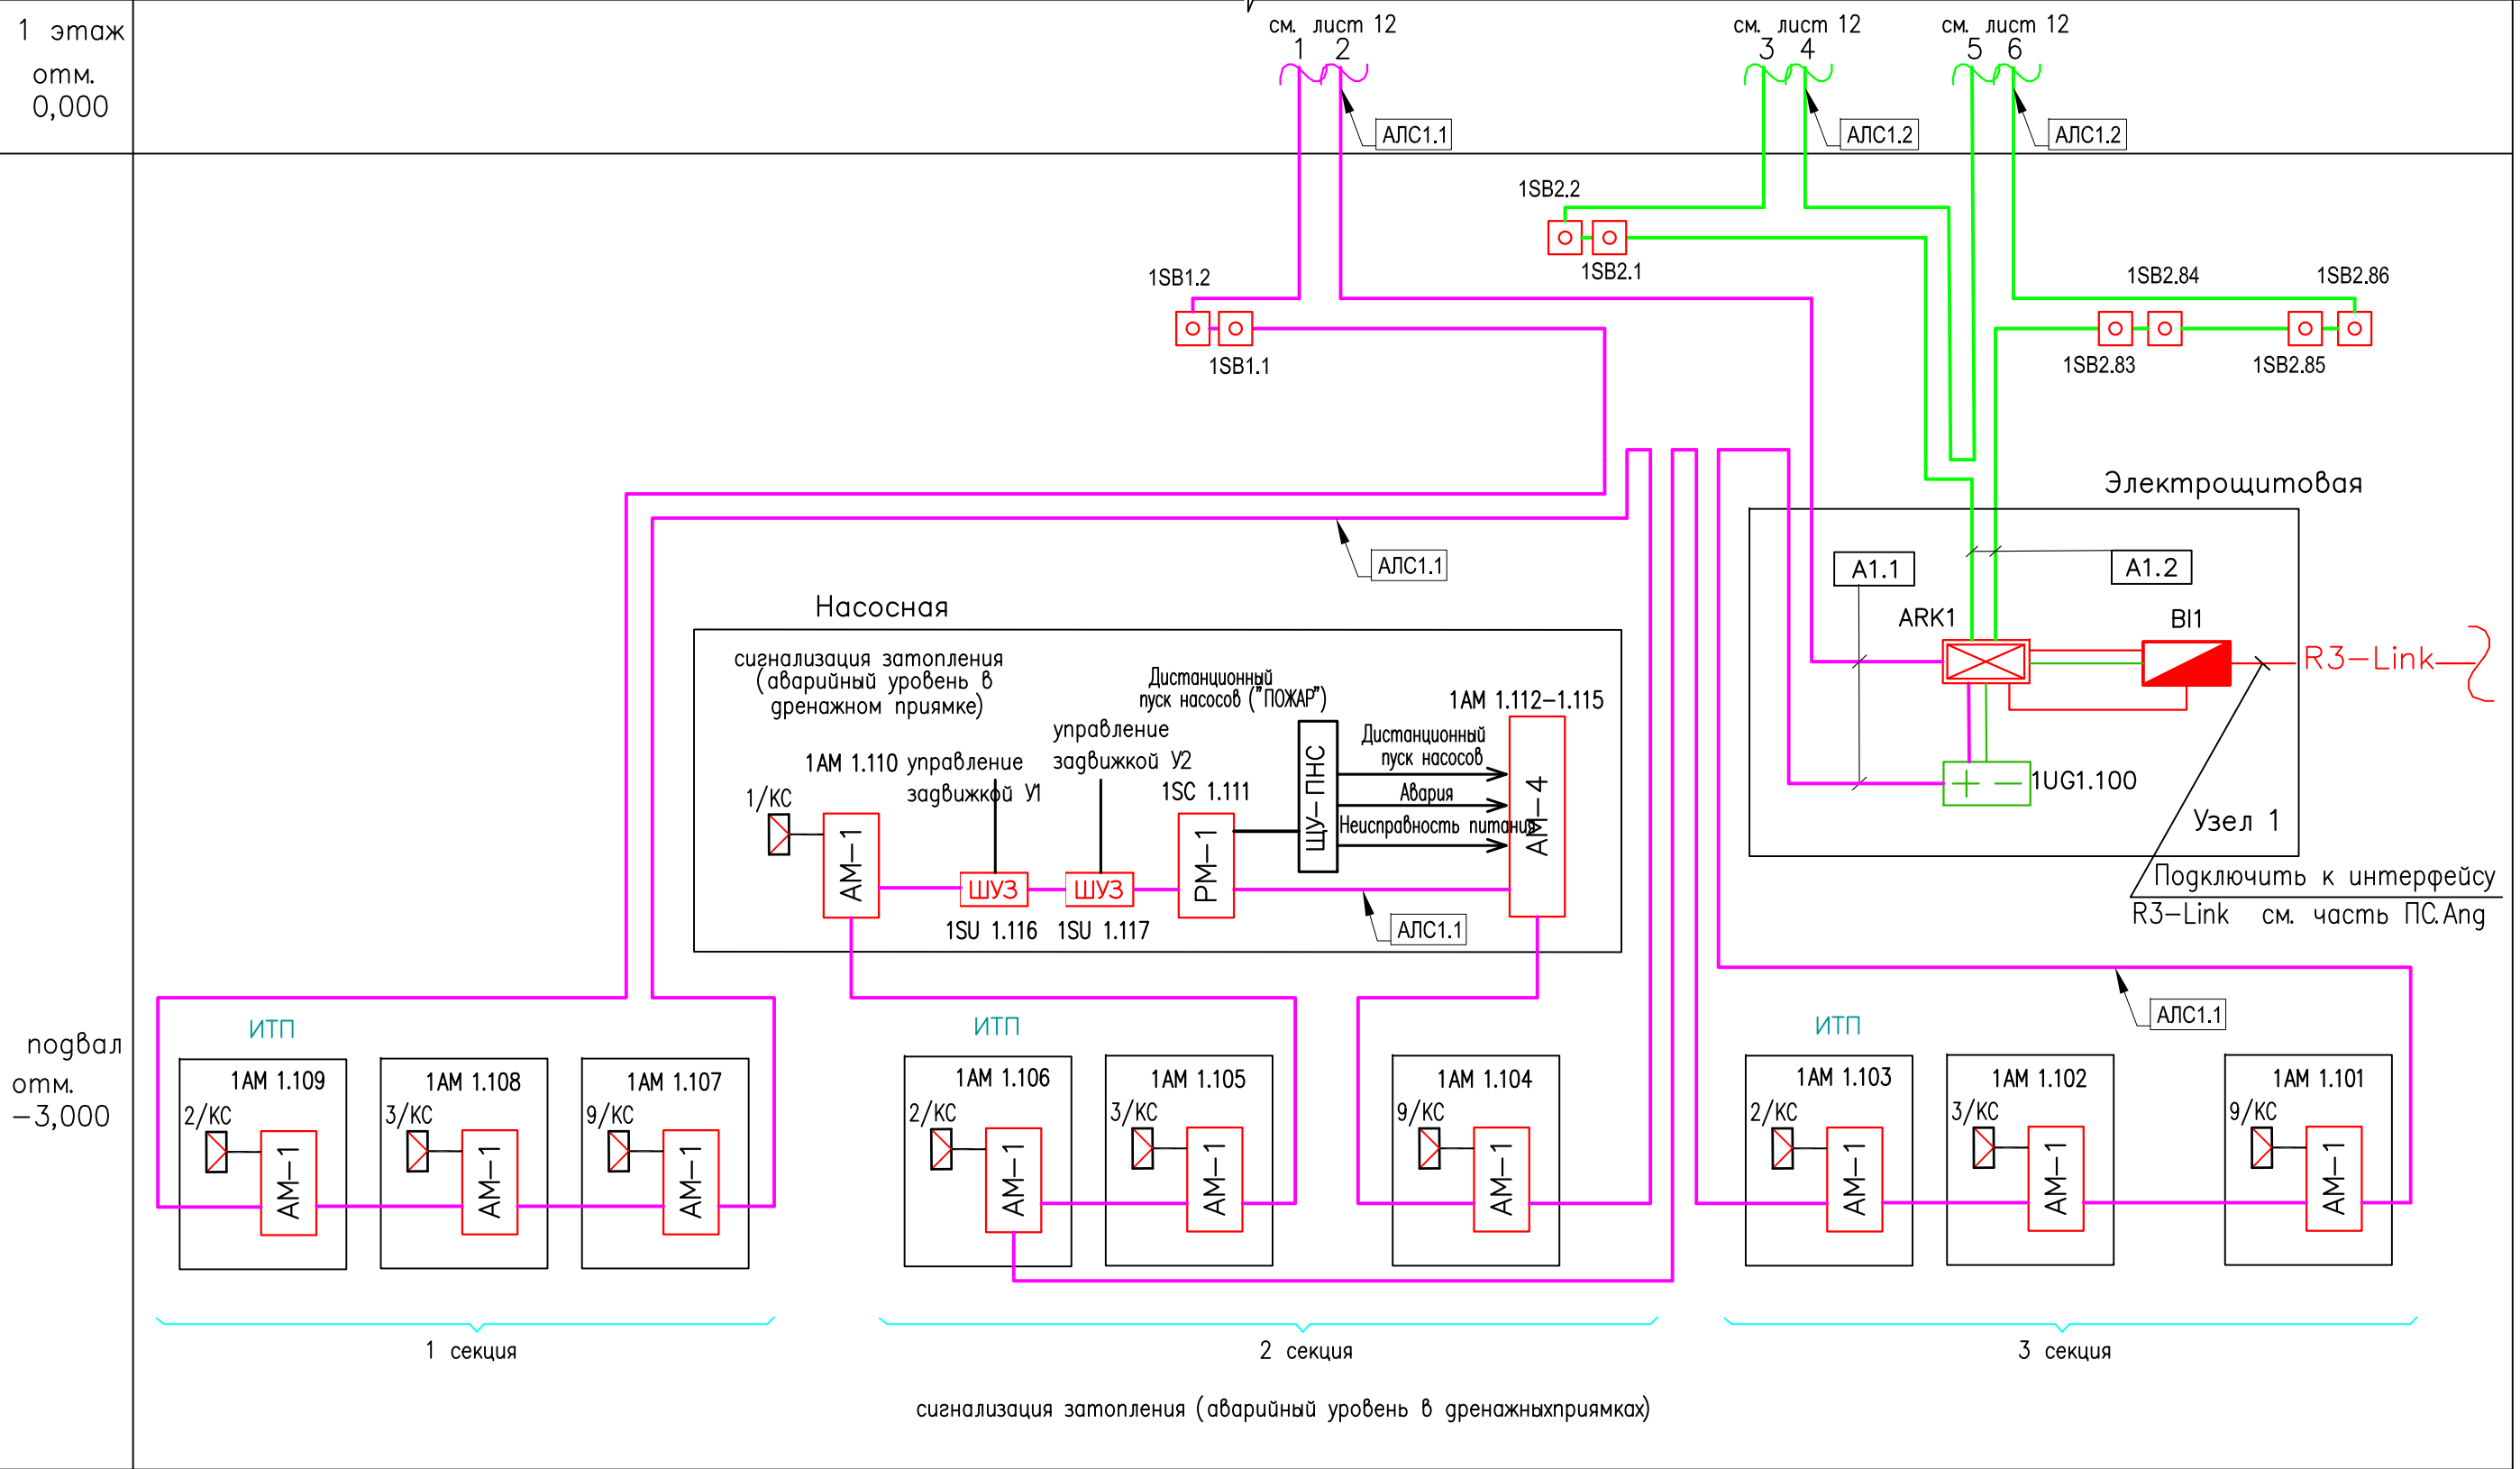 1 этаж
отм.
0,000
см. лист 12
1 2
см. лист 12
3 4
см. лист 12
5 6
АЛС1.1
АЛС1.2
АЛС1.2
1SB2.2
1SB2.1
1SB1.2
1SB1.1
1SB2.84
1SB2.86
1SB2.83
1SB2.85
Электрощитовая
АЛС1.1
А1.1
А1.2
ARK1
BI1
R3-Link
1UG1.100
Узел 1
Подключить к интерфейсу
R3-Link см. часть ПС.Ang
Насосная
сигнализация затопления
(аварийный уровень в
дренажном приямке)
Дистанционный
пуск насосов ("ПОЖАР")
1АМ 1.112-1.115
управление
задвижкой У2
1АМ 1.110
управление
задвижкой У1
1SC 1.111
Дистанционный
пуск насосов
Авария
Неисправность питания
1/КС
АМ-1
ШУЗ
ШУЗ
РМ-1
ЩУ-ПНС
АМ-4
1SU 1.116
1SU 1.117
АЛС1.1
АЛС1.1
подвал
отм.
-3,000
ИТП
ИТП
ИТП
1АМ 1.109
2/КС
АМ-1
1АМ 1.108
3/КС
АМ-1
1АМ 1.107
9/КС
АМ-1
1АМ 1.106
2/КС
АМ-1
1АМ 1.105
3/КС
АМ-1
1АМ 1.104
9/КС
АМ-1
1АМ 1.103
2/КС
АМ-1
1АМ 1.102
3/КС
АМ-1
1АМ 1.101
9/КС
АМ-1
1 секция
2 секция
3 секция
сигнализация затопления (аварийный уровень в дренажныхприямках)